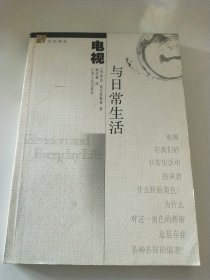 电视
与日常生活
Television and
Everyday Life
电视
在我们的
日常生活中
扮演着
什么样的角色?
为什么
对这一角色的理解
总是存在
各种各样的偏差?